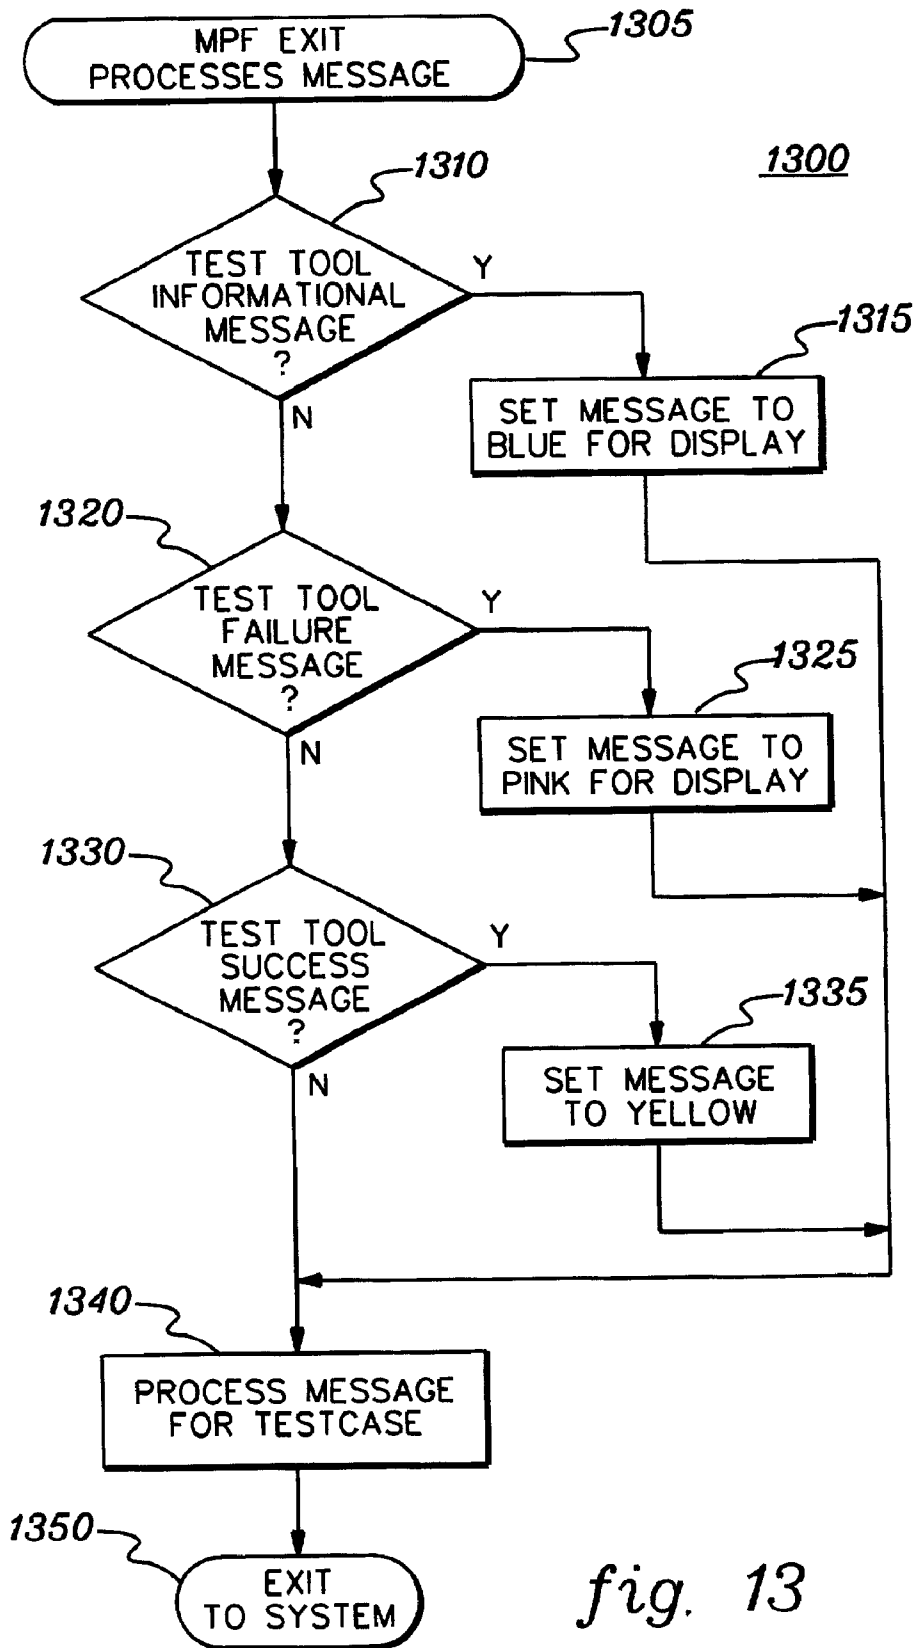 MPF EXIT
PROCESSES MESSAGE
1305
1300
1310
TEST TOOL
INFORMATIONAL
MESSAGE
?
Y
N
1315
SET MESSAGE TO
BLUE FOR DISPLAY
1320
TEST TOOL
FAILURE
MESSAGE
?
Y
N
1325
SET MESSAGE TO
PINK FOR DISPLAY
1330
TEST TOOL
SUCCESS
MESSAGE
?
Y
N
1335
SET MESSAGE
TO YELLOW
1340
PROCESS MESSAGE
FOR TESTCASE
1350
EXIT
TO SYSTEM
fig. 13